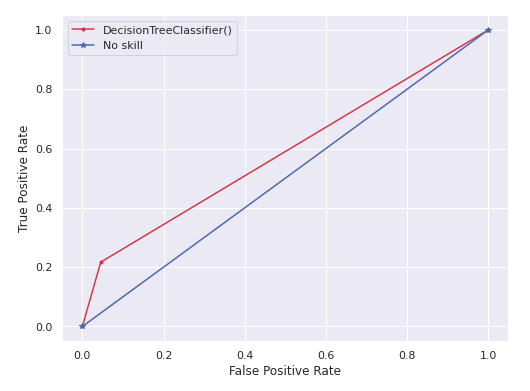 DecisionTreeClassifier()
No skill
1.0
0.8
0.6
0.4
0.2
0.0
True Positive Rate
0.0 0.2 0.4 0.6 0.8 1.0
False Positive Rate